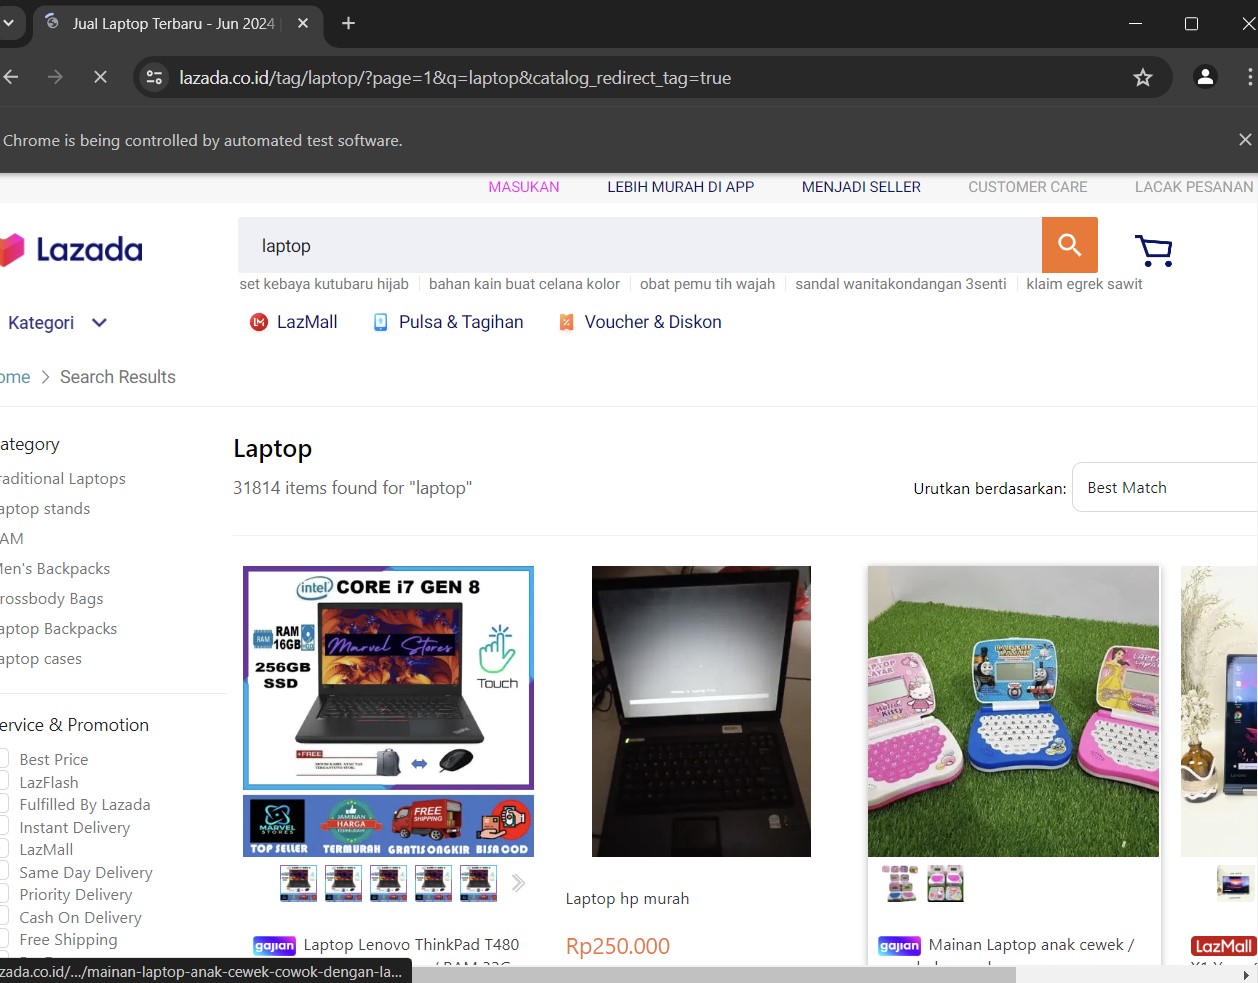 Jual Laptop Terbaru - Jun 2024 |
lazada.co.id/tag/laptop/?page=1&q=laptop&catalog_redirect_tag=true
Chrome is being controlled by automated test software.
MASUKAN LEBIH MURAH DI APP MENJADI SELLER CUSTOMER CARE LACAK PESANAN
Lazada
laptop
set kebaya kutubaru hijab bahan kain buat celana kolor obat pemu tih wajah sandal wanitakondangan 3senti klaim egrek sawit
Kategori LM LazMall Pulsa & Tagihan Voucher & Diskon
ome Search Results
ategory
raditional Laptops
aptop stands
AM
en's Backpacks
rossbody Bags
aptop Backpacks
aptop cases
ervice & Promotion
Best Price
LazFlash
Fulfilled By Lazada
Instant Delivery
LazMall
Same Day Delivery
Priority Delivery
Cash On Delivery
Free Shipping
zada.co.id/.../mainan-laptop-anak-cewek-cowok-dengan-la...
Laptop
31814 items found for "laptop"
Urutkan berdasarkan: Best Match
intel CORE i7 GEN 8
RAM
RAM
16GB
256GB
SSD
Marvel Stores
Touch
+FREE
MARVEL
STORES
TOP SELLER
JAMINAN
HARGA
TERMURAH
TERMURAH
FREE
SHIPPING
GRATIS ONGKIR
BISA COD
gajian Laptop Lenovo ThinkPad T480
Laptop hp murah
Rp250.000
Hello Kitty
gajian Mainan Laptop anak cewek /
LazMall